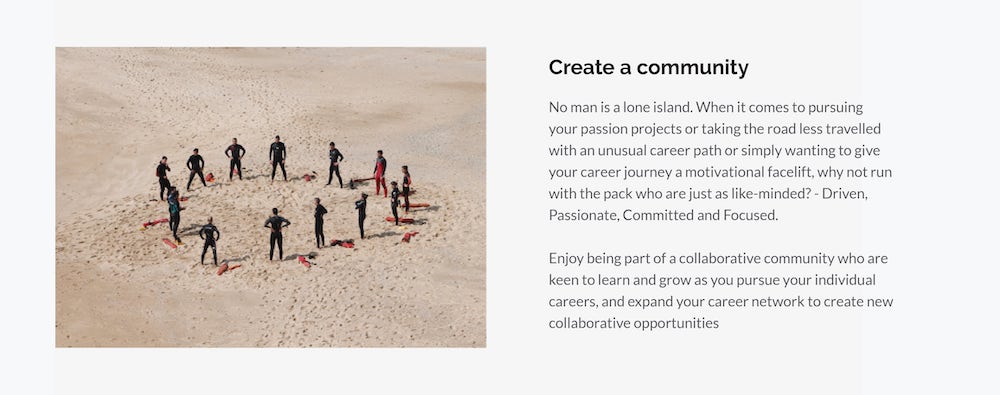 Create a community
No man is a lone island. When it comes to pursuing
your passion projects or taking the road less travelled
with an unusual career path or simply wanting to give
your career journey a motivational facelift, why not run
with the pack who are just as like-minded? - Driven,
Passionate, Committed and Focused.
Enjoy being part of a collaborative community who are
keen to learn and grow as you pursue your individual
careers, and expand your career network to create new
collaborative opportunities